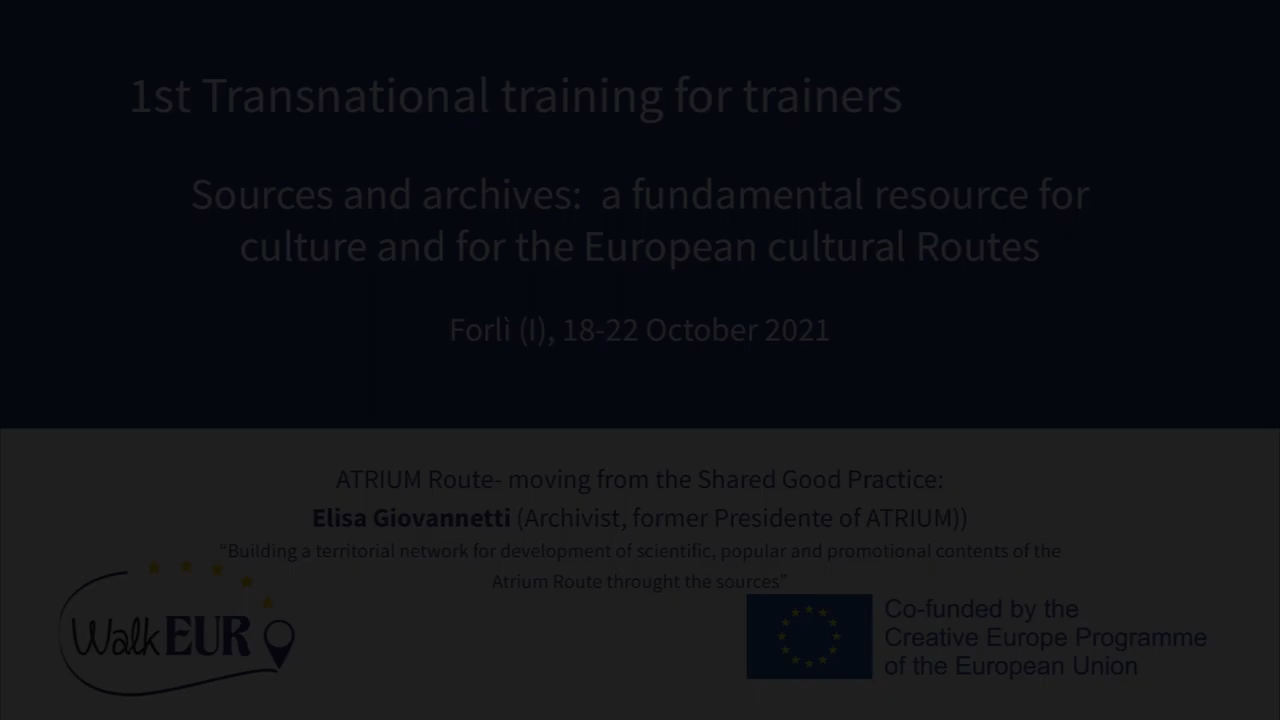 1st Transnational training for trainers
Sources and archives: a fundamental resource for
culture and for the European cultural Routes
Forlì (I), 18-22 October 2021
ATRIUM Route- moving from the Shared Good Practice:
Elisa Giovannetti (Archivist, former Presidente of ATRIUM))
"Building a territorial network for development of scientific, popular and promotional contents of the
Atrium Route throught the sources"
WalkEUR
Co-funded by the
Creative Europe Programme
of the European Union